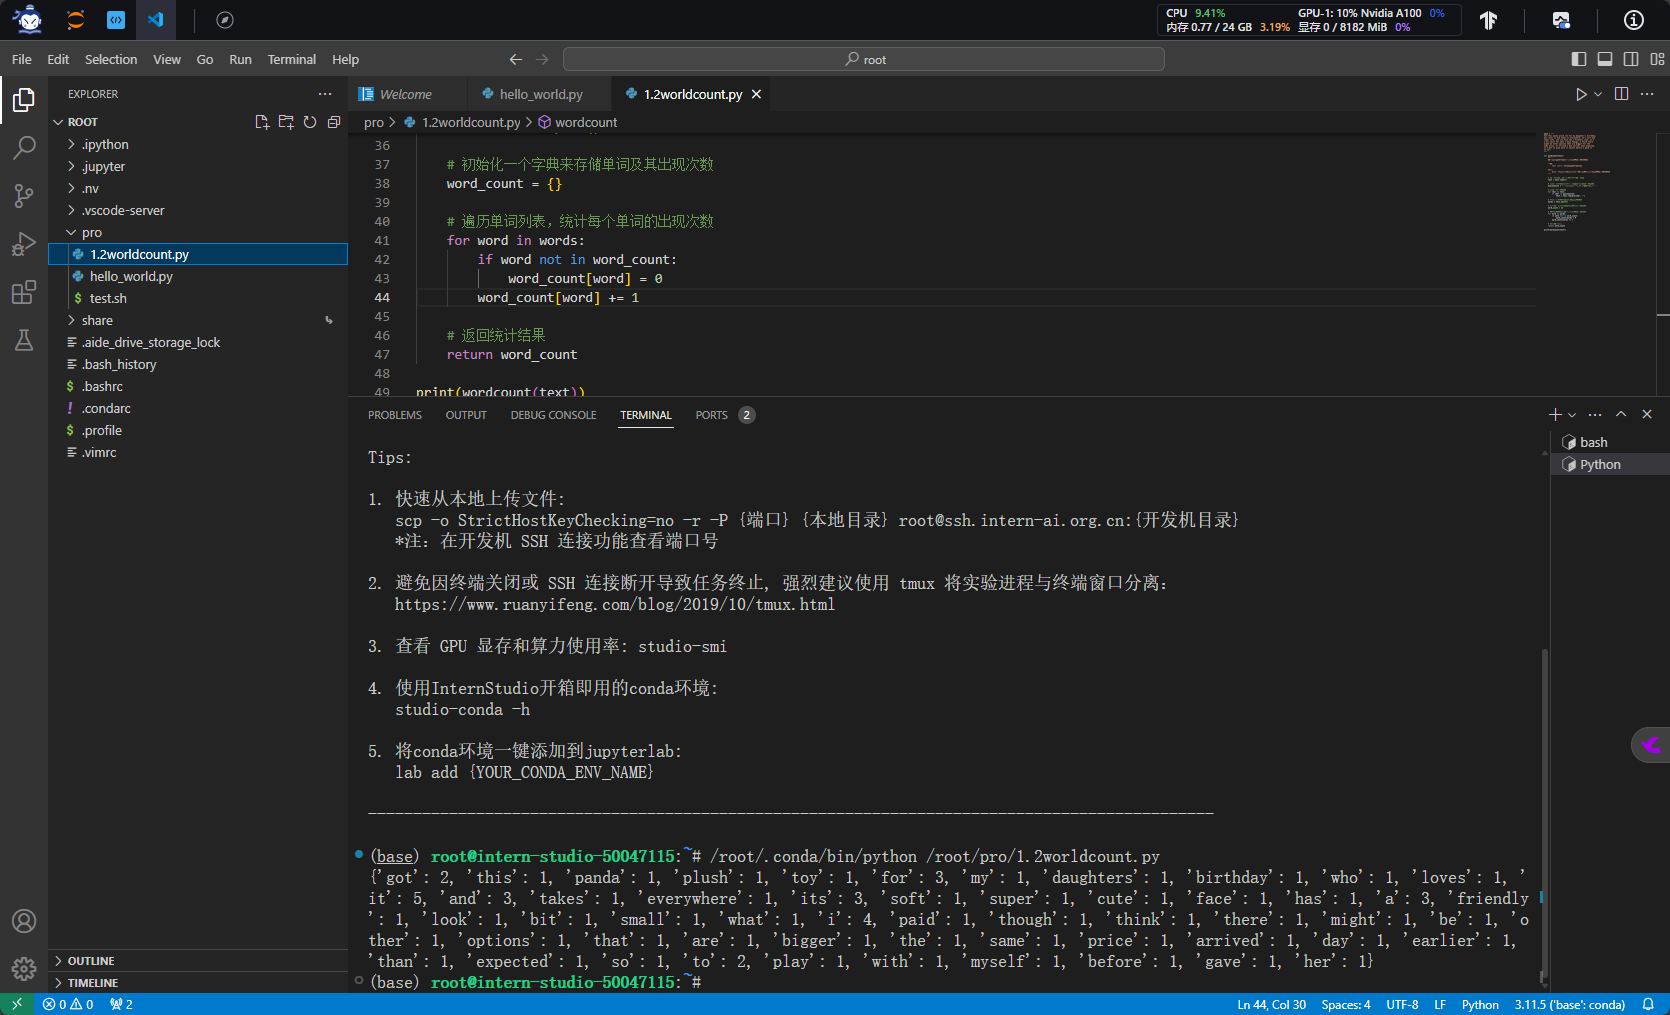 CPU 9.41% GPU-1: 10% Nvidia A100 0%
内存 0.77 / 24 GB 3.19% 显存 0 / 8182 MiB 0%
File Edit Selection View Go Run Terminal Help
root
EXPLORER
ROOT
.ipython
.jupyter
.nv
.vscode-server
pro
1.2worldcount.py
hello_world.py
test.sh
share
.aide_drive_storage_lock
.bash_history
.bashrc
.condarc
.profile
.vimrc
OUTLINE
TIMELINE
Welcome hello_world.py 1.2worldcount.py
pro > 1.2worldcount.py > wordcount
36
37 # 初始化一个字典来存储单词及其出现次数
38 word_count = {}
39
40 # 遍历单词列表，统计每个单词的出现次数
41 for word in words:
42 if word not in word_count:
43 word_count[word] = 0
44 word_count[word] += 1
45
46 # 返回统计结果
47 return word_count
48
49 print(wordcount(text))
PROBLEMS OUTPUT DEBUG CONSOLE TERMINAL PORTS 2
bash
Python
Tips:
1. 快速从本地上传文件:
scp -o StrictHostKeyChecking=no -r -P {端口} {本地目录} root@ssh.intern-ai.org.cn:{开发机目录}
*注: 在开发机 SSH 连接功能查看端口号
2. 避免因终端关闭或 SSH 连接断开导致任务终止, 强烈建议使用 tmux 将实验进程与终端窗口分离:
https://www.ruanyifeng.com/blog/2019/10/tmux.html
3. 查看 GPU 显存和算力使用率: studio-smi
4. 使用InternStudio开箱即用的conda环境:
studio-conda -h
5. 将conda环境一键添加到jupyterlab:
lab add {YOUR_CONDA_ENV_NAME}
(base) root@intern-studio-50047115:~# /root/.conda/bin/python /root/pro/1.2worldcount.py
{'got': 2, 'this': 1, 'panda': 1, 'plush': 1, 'toy': 1, 'for': 3, 'my': 1, 'daughters': 1, 'birthday': 1, 'who': 1, 'loves': 1, '
it': 5, 'and': 3, 'takes': 1, 'everywhere': 1, 'its': 3, 'soft': 1, 'super': 1, 'cute': 1, 'face': 1, 'has': 1, 'a': 3, 'friendly
': 1, 'look': 1, 'bit': 1, 'small': 1, 'what': 1, 'i': 4, 'paid': 1, 'though': 1, 'think': 1, 'there': 1, 'might': 1, 'be': 1, 'o
ther': 1, 'options': 1, 'that': 1, 'are': 1, 'bigger': 1, 'the': 1, 'same': 1, 'price': 1, 'arrived': 1, 'day': 1, 'earlier': 1,
'than': 1, 'expected': 1, 'so': 1, 'to': 2, 'play': 1, 'with': 1, 'myself': 1, 'before': 1, 'gave': 1, 'her': 1}
(base) root@intern-studio-50047115:~#
0 0 2 Ln 44, Col 30 Spaces: 4 UTF-8 LF Python 3.11.5 ('base': conda)